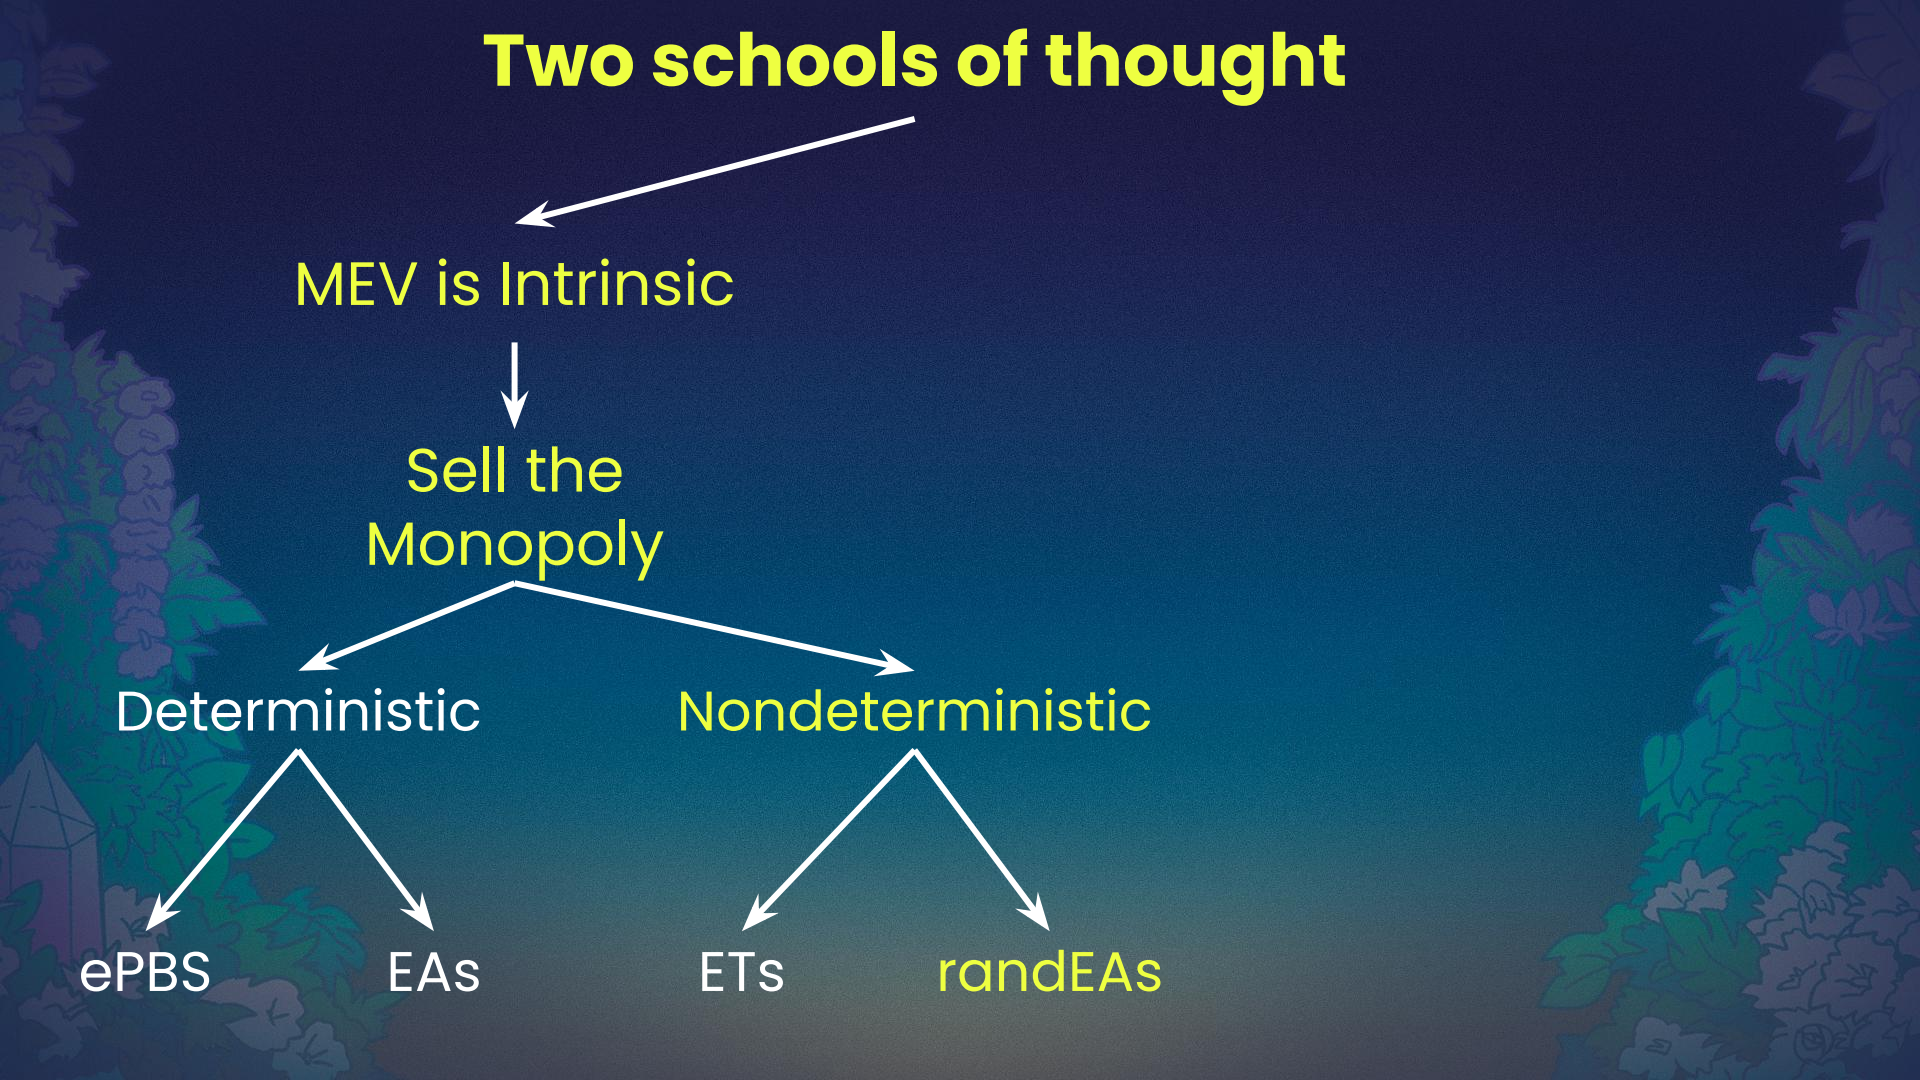 Two schools of thought
MEV is Intrinsic
Sell the
Monopoly
Deterministic
Nondeterministic
ePBS
EAs
ETs
randEAs